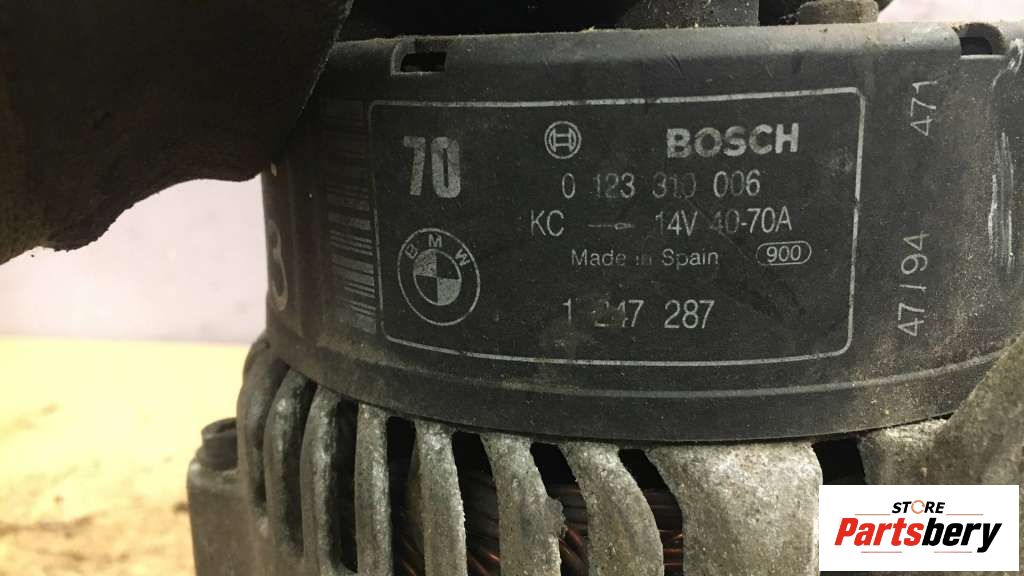 70
BOSCH
0 123 310 006
KC 14V 40-70A
Made in Spain 900
BMW
1 247 287
47/94 471
3
STORE
Partsbery